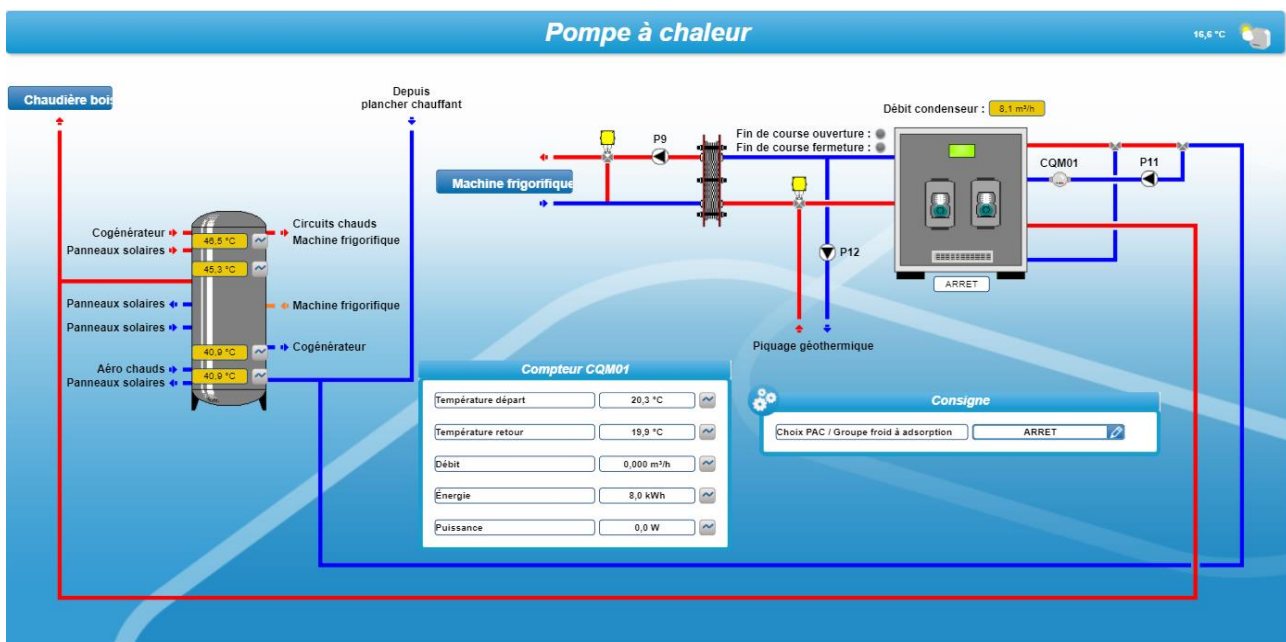 Pompe à chaleur
16,6 °C
Chaudière bois
Depuis
plancher chauffant
Débit condenseur :
8,1 m³/h
Fin de course ouverture :
Fin de course fermeture :
P9
CQM01
P11
Machine frigorifique
Cogénérateur
Panneaux solaires
46,5 °C
Circuits chauds
Machine frigorifique
45,3 °C
P12
ARRET
Panneaux solaires
Machine frigorifique
Panneaux solaires
40,9 °C
Cogénérateur
Piquage géothermique
Aéro chauds
Panneaux solaires
40,9 °C
Compteur CQM01
Température départ
20,3 °C
Température retour
19,9 °C
Débit
0,000 m³/h
Énergie
8,0 kWh
Puissance
0,0 W
Consigne
Choix PAC / Groupe froid à adsorption
ARRET